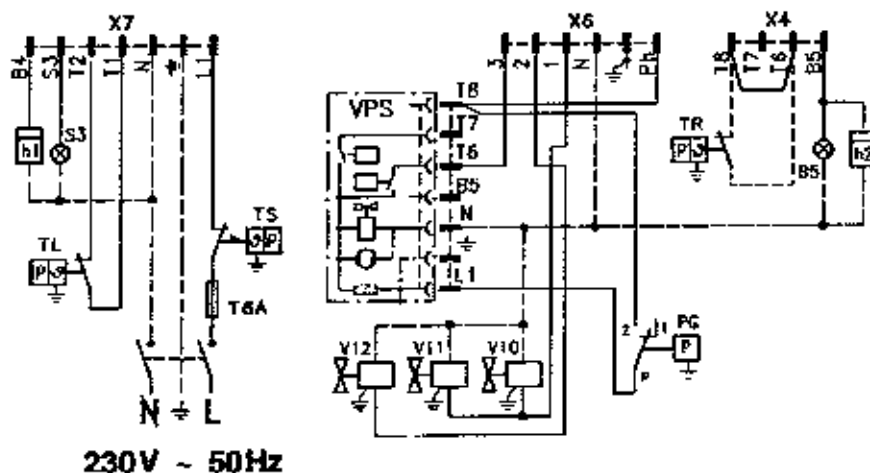 X7 X6 X4
B4 S3 T2 T1 N L1
3 2 1 N Ph
T8 T7 T6 B5
VPS
T8
T7
T6
B5
N
L1
h1
S3
TR
P
B5
h2
TS
P
TL
P
T6A
2 1
PG
P
P
V12 V11 V10
N L
230V ~ 50Hz